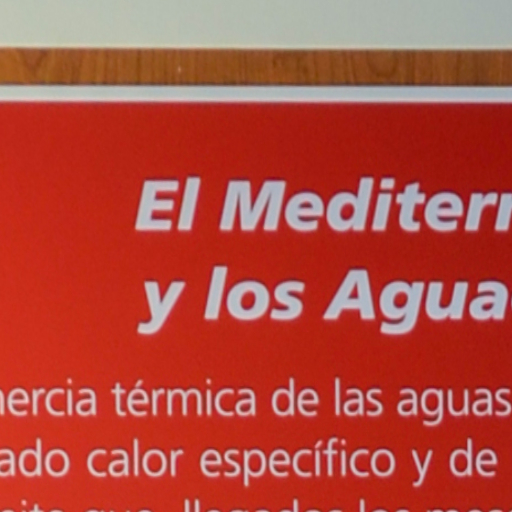 El Mediterr
y los Agua
nercia térmica de las aguas
ado calor específico y de